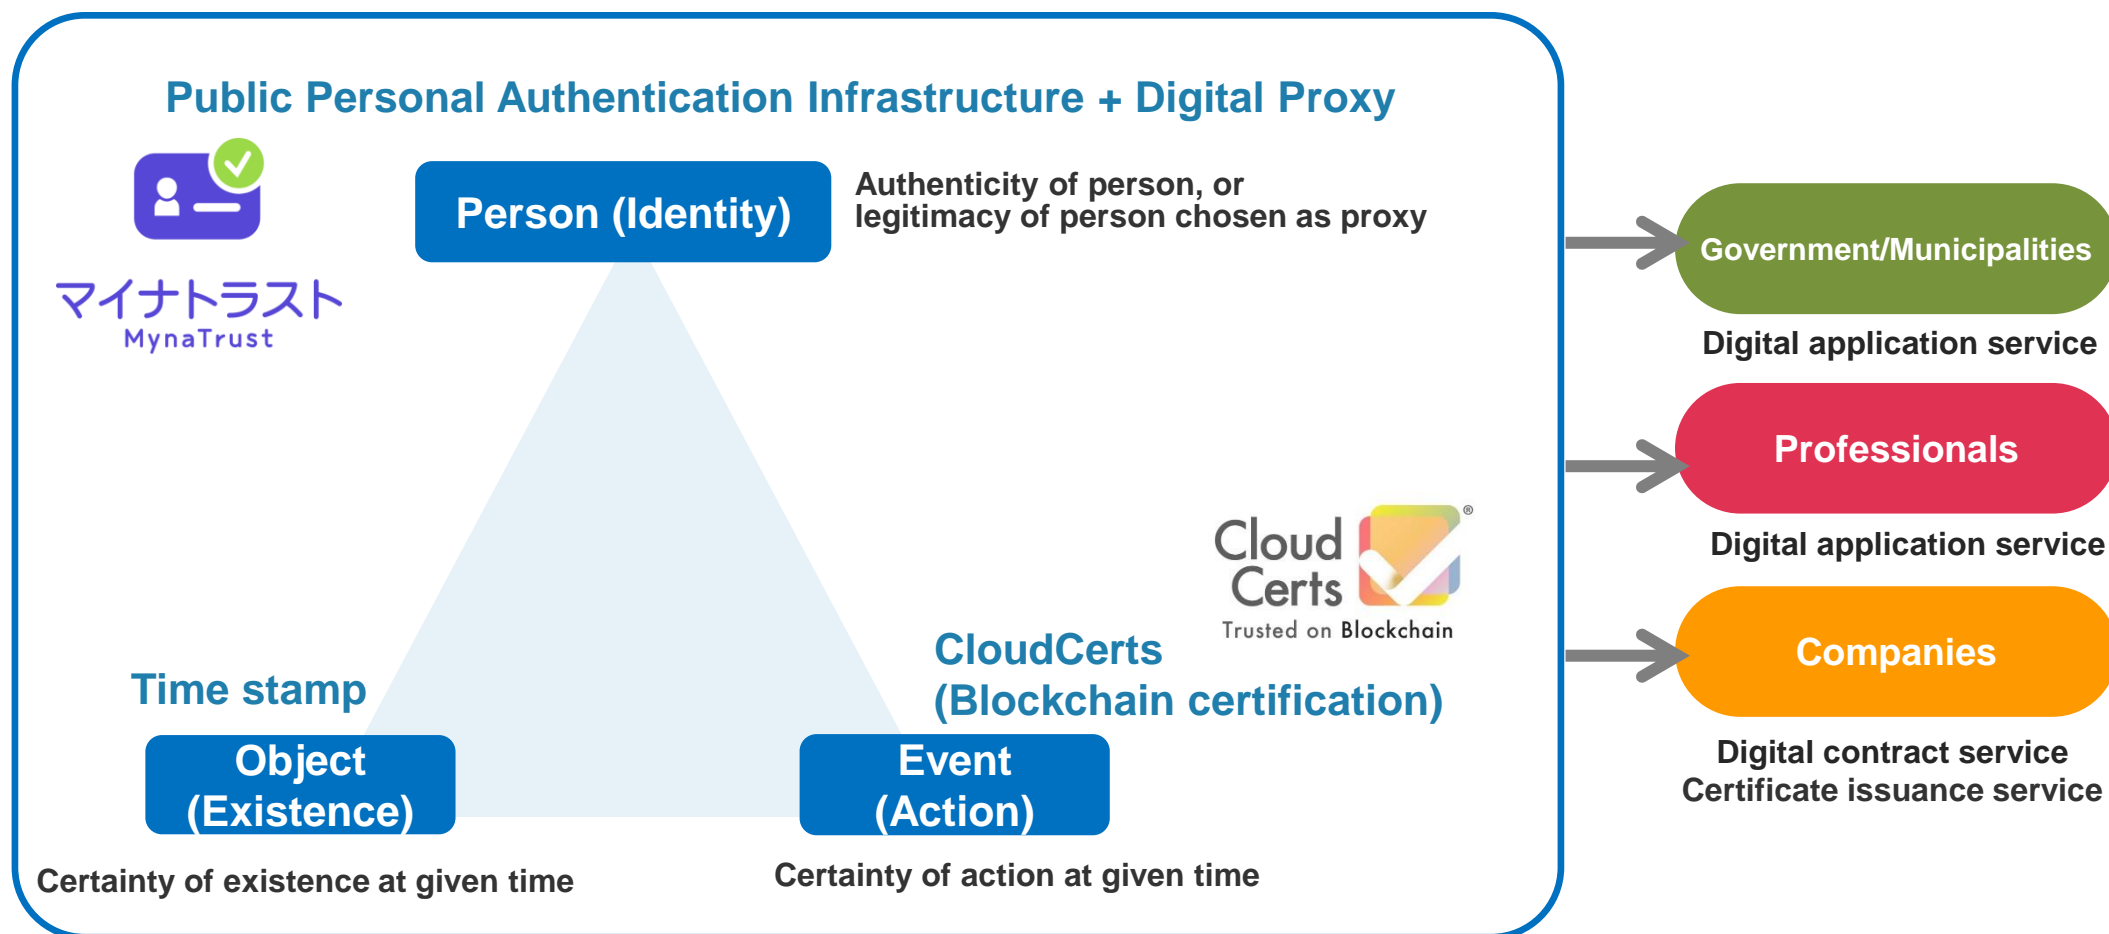 Public Personal Authentication Infrastructure + Digital Proxy
マイナトラスト
MynaTrust
Person (Identity)
Authenticity of person, or
legitimacy of person chosen as proxy
Cloud
Certs
®
Trusted on Blockchain
CloudCerts
(Blockchain certification)
Time stamp
Object
(Existence)
Certainty of existence at given time
Event
(Action)
Certainty of action at given time
Government/Municipalities
Digital application service
Professionals
Digital application service
Companies
Digital contract service
Certificate issuance service